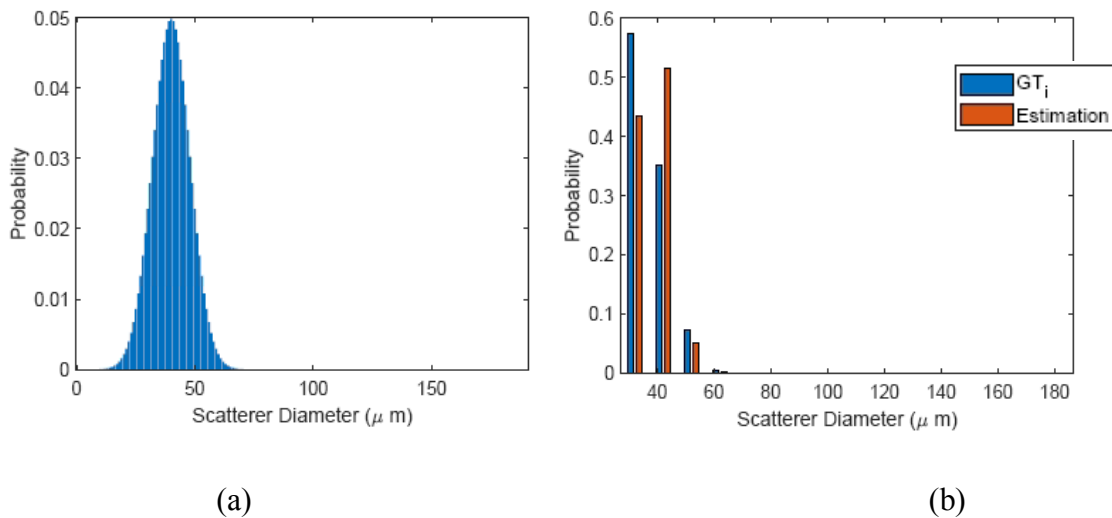 0.05
0.04
0.03
0.02
0.01
0
Probability
0 50 100 150
Scatterer Diameter (μ m)
(a)
0.6
0.5
0.4
0.3
0.2
0.1
0
Probability
40 60 80 100 120 140 160 180
Scatterer Diameter (μ m)
GTi
Estimation
(b)